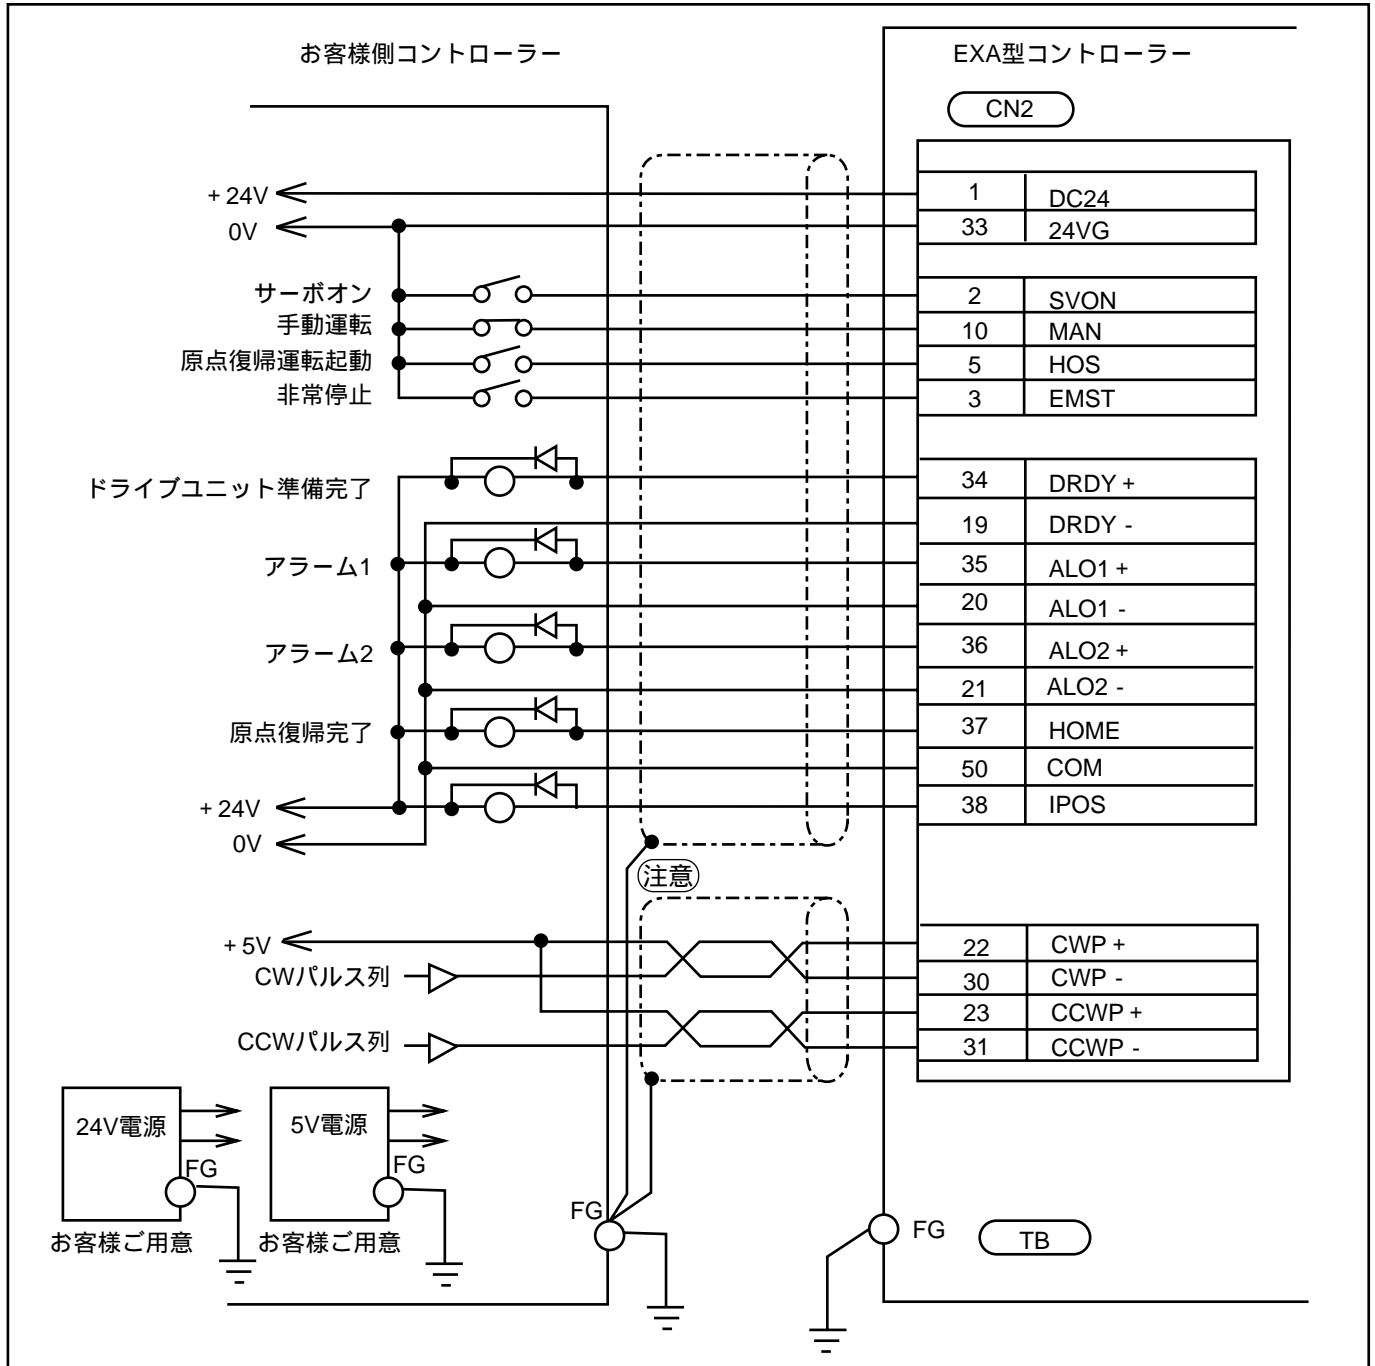 お客様側コントローラー
EXA型コントローラー
CN2
+ 24V
1 DC24
0V
33 24VG
サーボオン
2 SVON
手動運転
10 MAN
原点復帰運転起動
5 HOS
非常停止
3 EMST
ドライブユニット準備完了
34 DRDY +
19 DRDY -
アラーム1
35 ALO1 +
20 ALO1 -
アラーム2
36 ALO2 +
21 ALO2 -
原点復帰完了
37 HOME
50 COM
+ 24V
38 IPOS
0V
注意
+ 5V
22 CWP +
CWパルス列
30 CWP -
23 CCWP +
CCWパルス列
31 CCWP -
24V電源
5V電源
FG
FG
お客様ご用意
お客様ご用意
FG
FG
TB